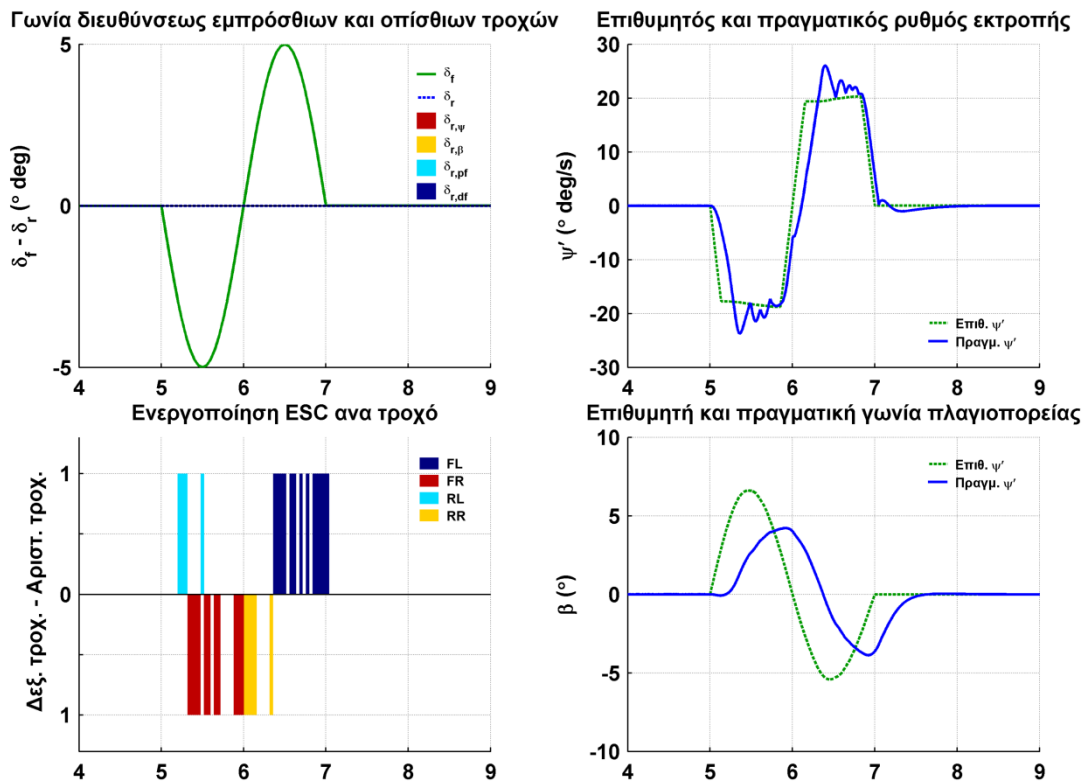 Γωνία διευθύνσεως εμπρόσθιων και οπίσθιων τροχών
5
0
-5
δf - δr (° deg)
δf
δr
δr,ψ
δr,β
δr,pf
δr,df
4 5 6 7 8 9
Επιθυμητός και πραγματικός ρυθμός εκτροπής
30
20
10
0
-10
-20
-30
ψ′ (° deg/s)
Επιθ. ψ′
Πραγμ. ψ′
4 5 6 7 8 9
Ενεργοποίηση ESC ανα τροχό
1
0
1
Δεξ. τροχ. - Αριστ. τροχ.
FL
FR
RL
RR
4 5 6 7 8 9
Επιθυμητή και πραγματική γωνία πλαγιοπορείας
10
5
0
-5
-10
β (°)
Επιθ. ψ′
Πραγμ. ψ′
4 5 6 7 8 9